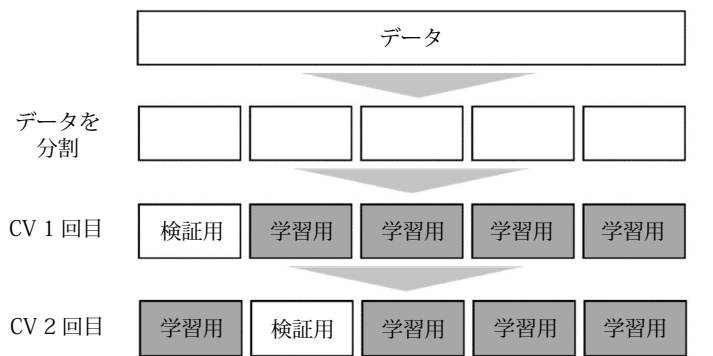 データ
データを
分割
CV 1 回目
検証用 学習用 学習用 学習用 学習用
CV 2 回目
学習用 検証用 学習用 学習用 学習用